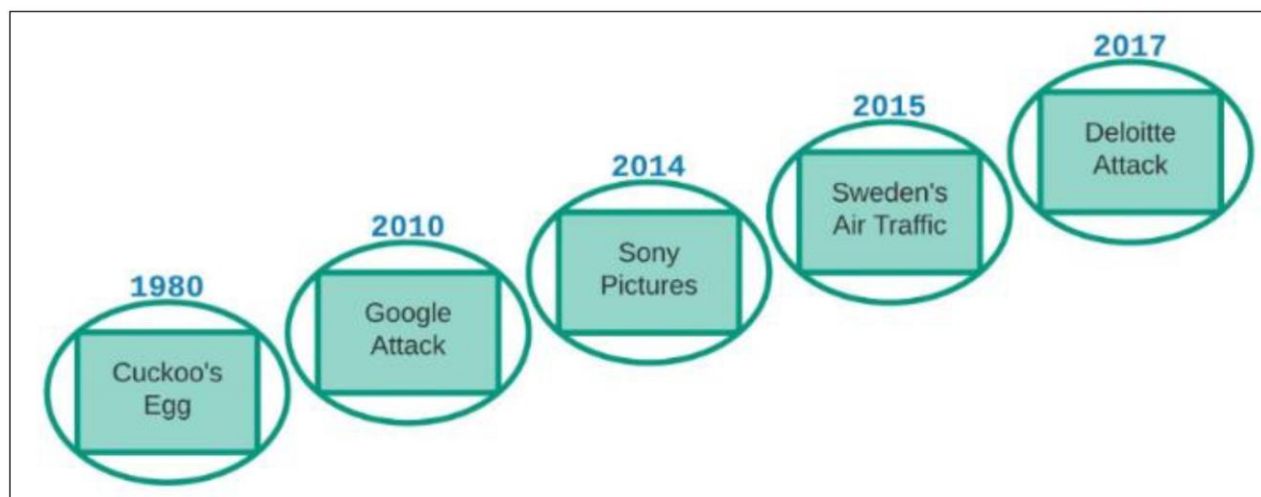 1980
Cuckoo's
Egg
2010
Google
Attack
2014
Sony
Pictures
2015
Sweden's
Air Traffic
2017
Deloitte
Attack